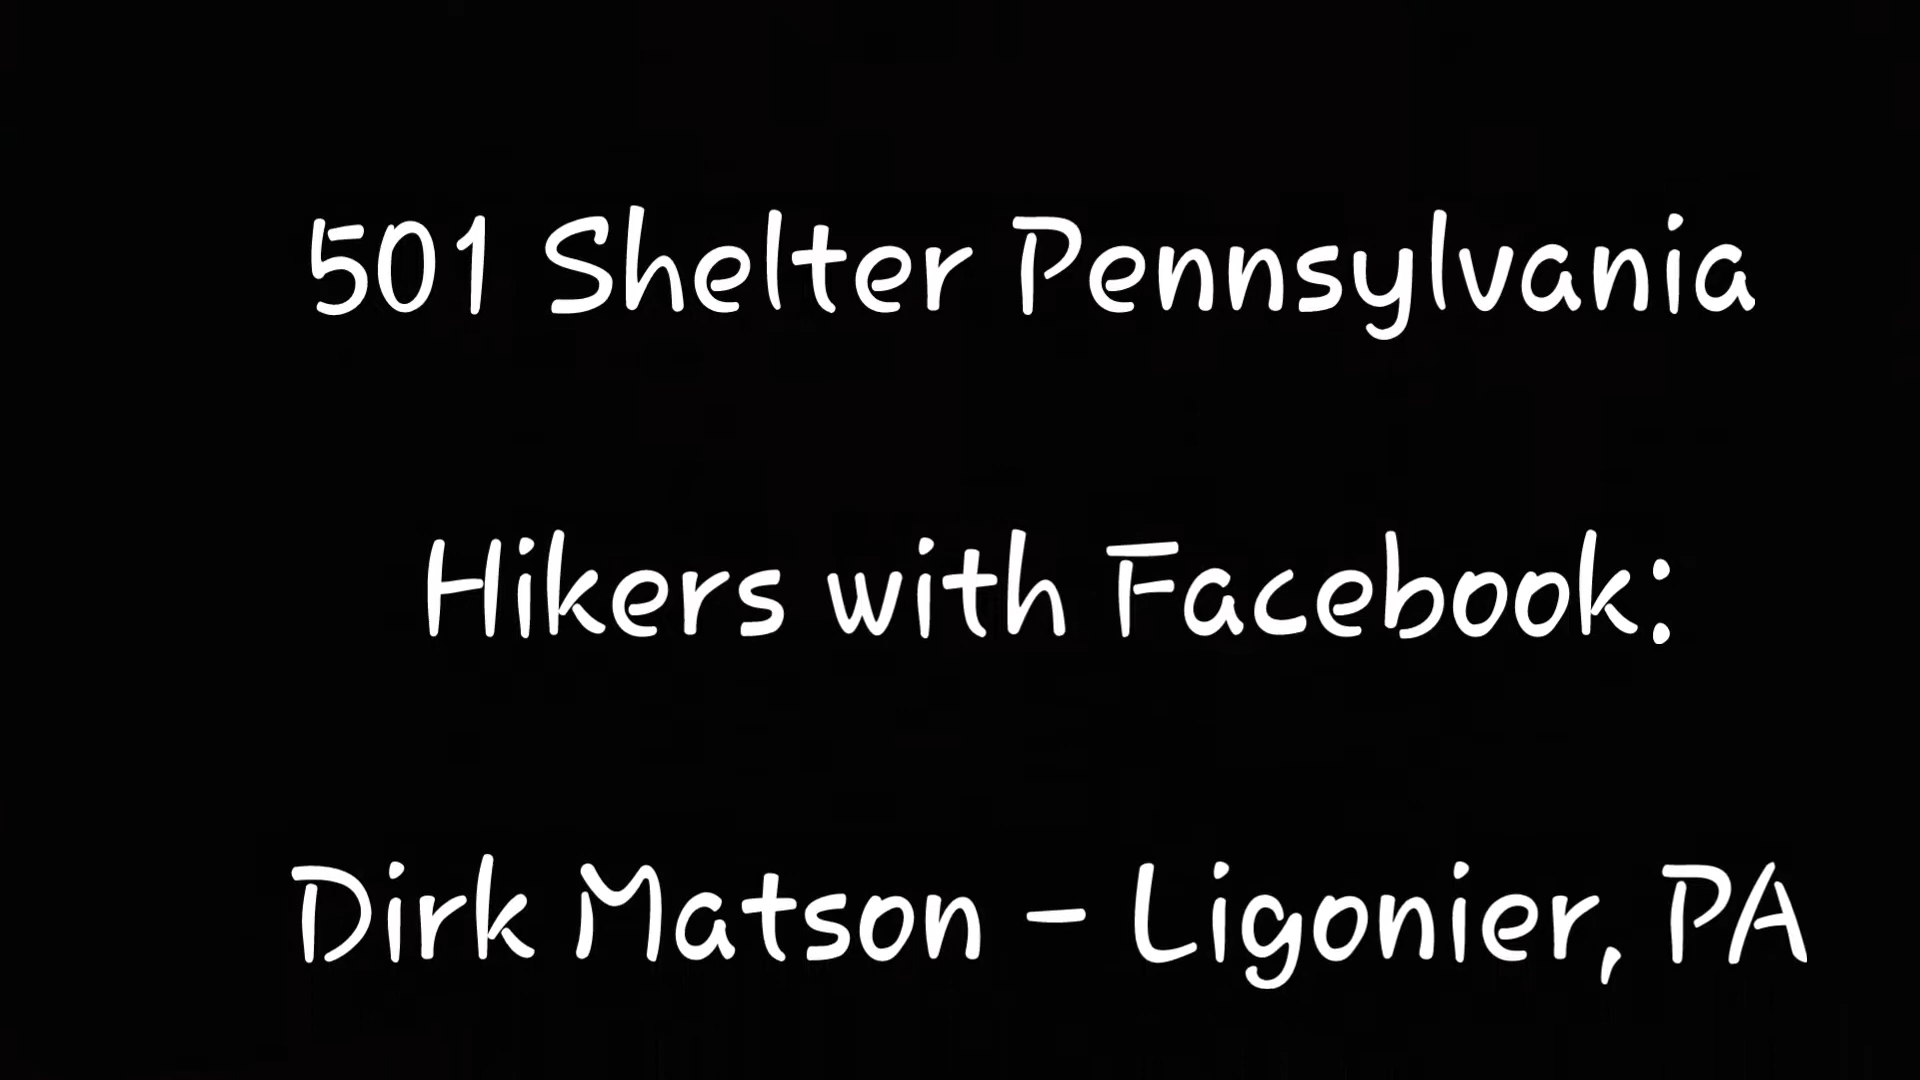 501 Shelter Pennsylvania
Hikers with Facebook:
Dirk Matson - Ligonier, PA